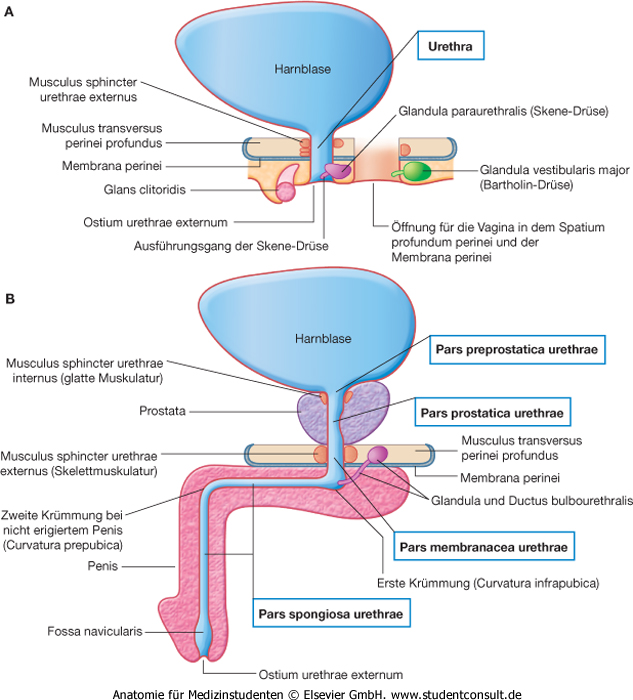 A
Urethra
Harnblase
Musculus sphincter
urethrae externus
Glandula paraurethralis (Skene-Drüse)
Musculus transversus
perinei profundus
Membrana perinei
Glandula vestibularis major
(Bartholin-Drüse)
Glans clitoridis
Ostium urethrae externum
Öffnung für die Vagina in dem Spatium
profundum perinei und der
Membrana perinei
Ausführungsgang der Skene-Drüse
B
Harnblase
Pars preprostatica urethrae
Musculus sphincter urethrae
internus (glatte Muskulatur)
Prostata
Pars prostatica urethrae
Musculus transversus
perinei profundus
Musculus sphincter urethrae
externus (Skelettmuskulatur)
Membrana perinei
Glandula und Ductus bulbourethralis
Zweite Krümmung bei
nicht erigiertem Penis
(Curvatura prepubica)
Pars membranacea urethrae
Penis
Erste Krümmung (Curvatura infrapubica)
Pars spongiosa urethrae
Fossa navicularis
Ostium urethrae externum
Anatomie für Medizinstudenten © Elsevier GmbH. www.studentconsult.de